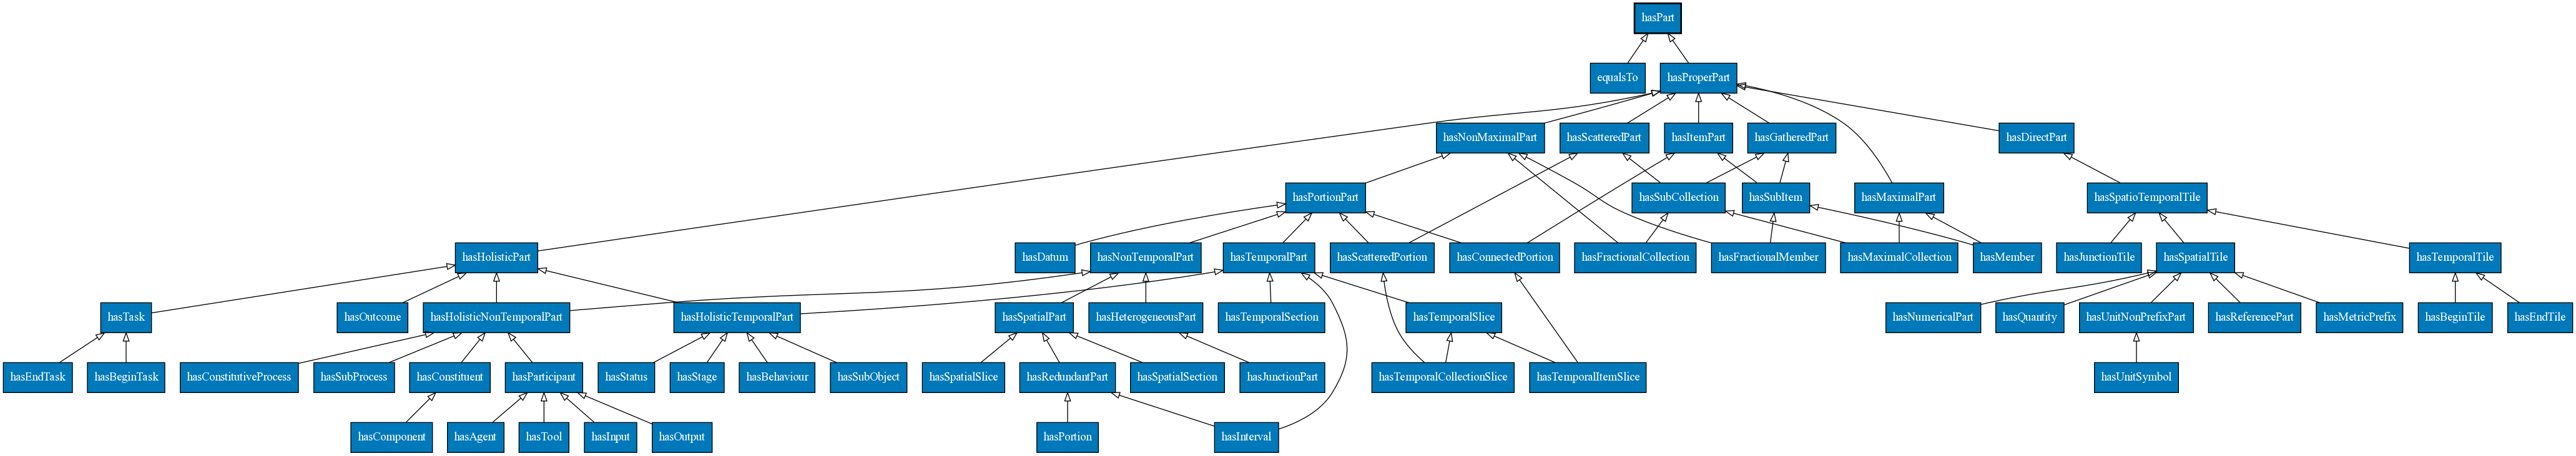 hasPart
equalsTo
hasProperPart
hasNonMaximalPart
hasScatteredPart
hasItemPart
hasGatheredPart
hasDirectPart
hasPortionPart
hasSubCollection
hasSubItem
hasMaximalPart
hasSpatioTemporalTile
hasHolisticPart
hasDatum
hasNonTemporalPart
hasTemporalPart
hasScatteredPortion
hasConnectedPortion
hasFractionalCollection
hasFractionalMember
hasMaximalCollection
hasMember
hasJunctionTile
hasSpatialTile
hasTemporalTile
hasTask
hasOutcome
hasHolisticNonTemporalPart
hasHolisticTemporalPart
hasSpatialPart
hasHeterogeneousPart
hasTemporalSection
hasTemporalSlice
hasNumericalPart
hasQuantity
hasUnitNonPrefixPart
hasReferencePart
hasMetricPrefix
hasBeginTile
hasEndTile
hasEndTask
hasBeginTask
hasConstitutiveProcess
hasSubProcess
hasConstituent
hasParticipant
hasStatus
hasStage
hasBehaviour
hasSubObject
hasSpatialSlice
hasRedundantPart
hasSpatialSection
hasJunctionPart
hasTemporalCollectionSlice
hasTemporalItemSlice
hasUnitSymbol
hasComponent
hasAgent
hasTool
hasInput
hasOutput
hasPortion
hasInterval